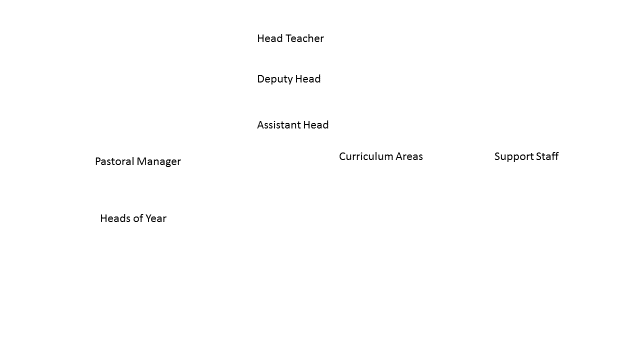 Head Teacher
Deputy Head
Assistant Head
Pastoral Manager
Curriculum Areas
Support Staff
Heads of Year